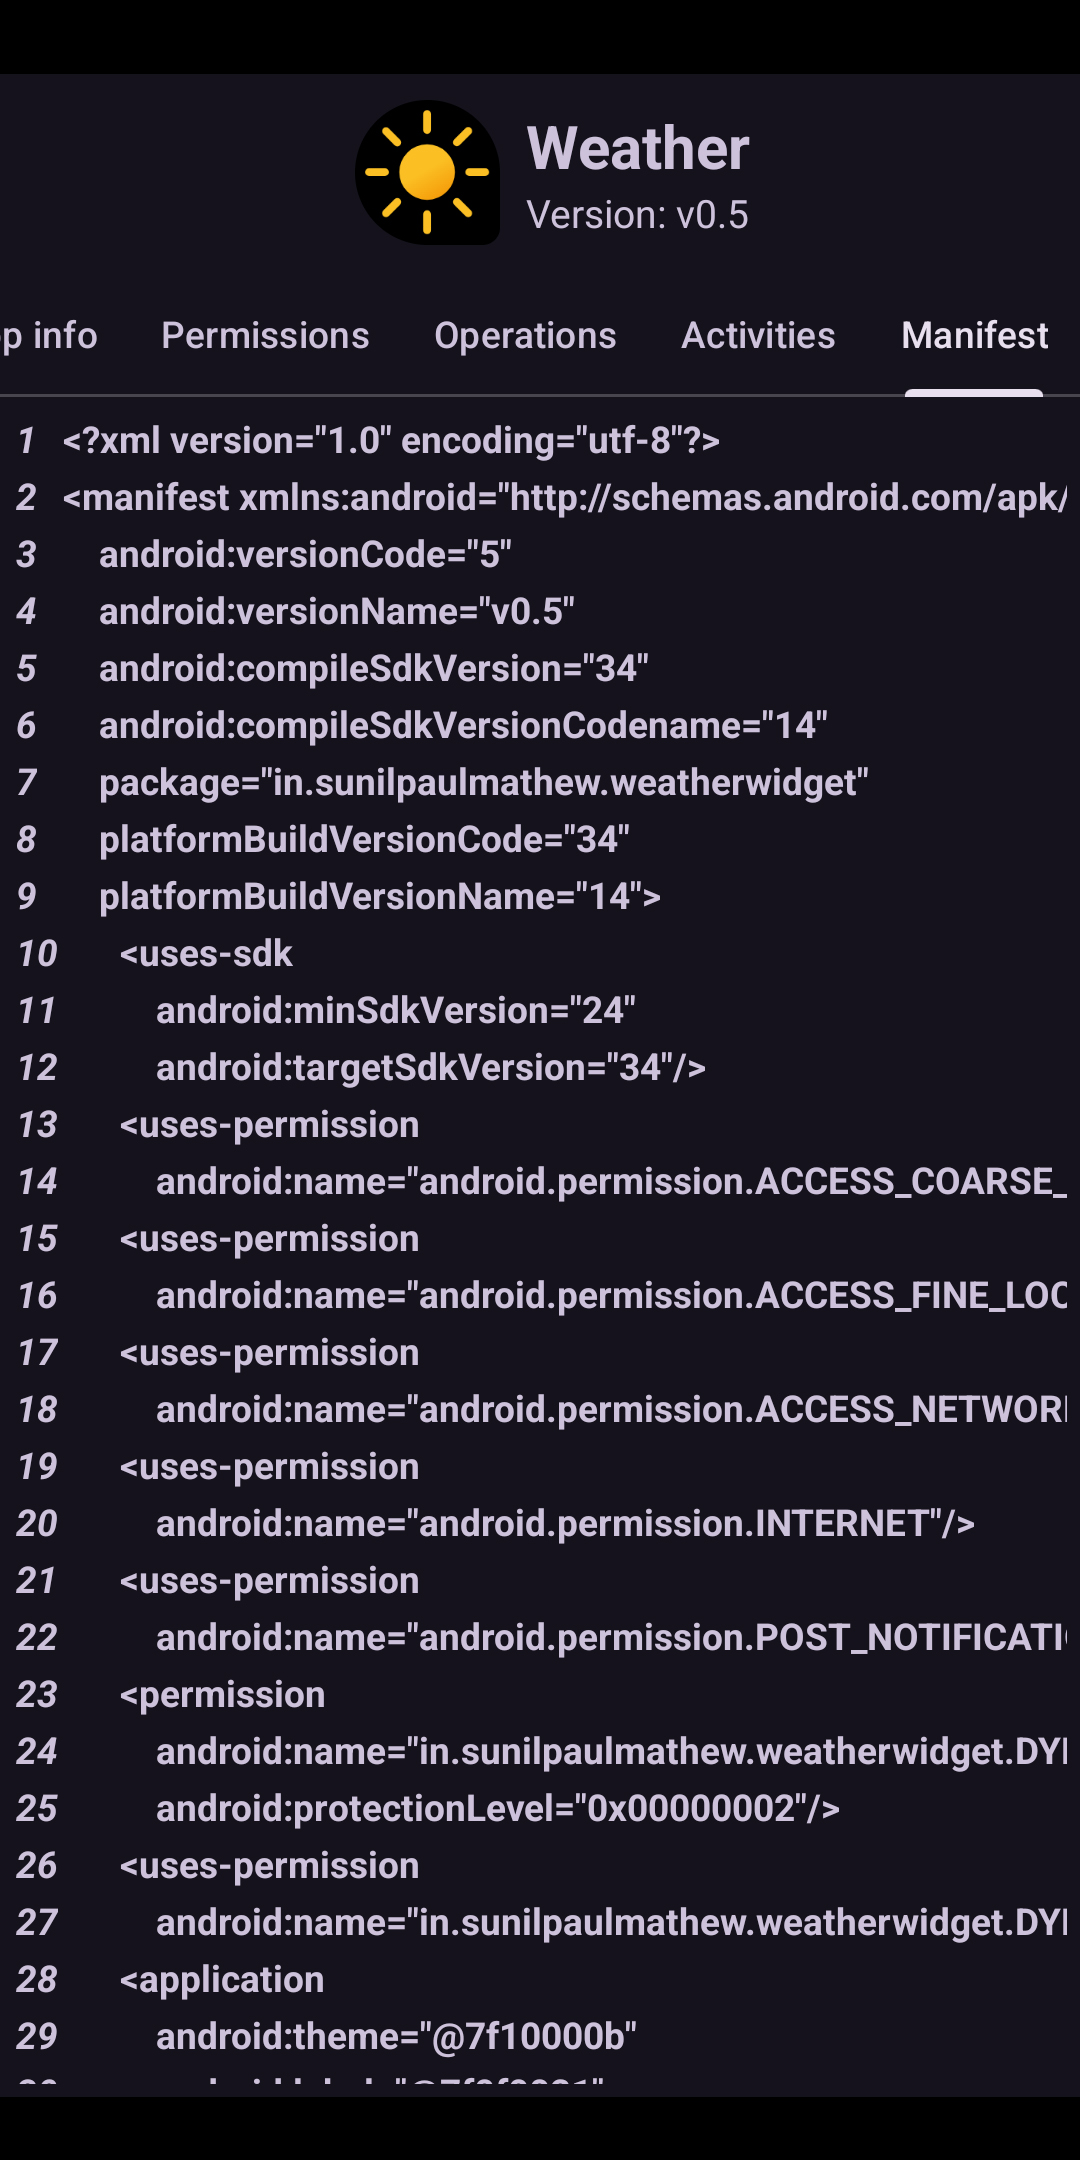 Weather
Version: v0.5
p info Permissions Operations Activities Manifest
1 <?xml version="1.0" encoding="utf-8"?>
2 <manifest xmlns:android="http://schemas.android.com/apk/
3 android:versionCode="5"
4 android:versionName="v0.5"
5 android:compileSdkVersion="34"
6 android:compileSdkVersionCodename="14"
7 package="in.sunilpaulmathew.weatherwidget"
8 platformBuildVersionCode="34"
9 platformBuildVersionName="14">
10 <uses-sdk
11 android:minSdkVersion="24"
12 android:targetSdkVersion="34"/>
13 <uses-permission
14 android:name="android.permission.ACCESS_COARSE_
15 <uses-permission
16 android:name="android.permission.ACCESS_FINE_LOC
17 <uses-permission
18 android:name="android.permission.ACCESS_NETWOR
19 <uses-permission
20 android:name="android.permission.INTERNET"/>
21 <uses-permission
22 android:name="android.permission.POST_NOTIFICATI
23 <permission
24 android:name="in.sunilpaulmathew.weatherwidget.DY
25 android:protectionLevel="0x00000002"/>
26 <uses-permission
27 android:name="in.sunilpaulmathew.weatherwidget.DY
28 <application
29 android:theme="@7f10000b"